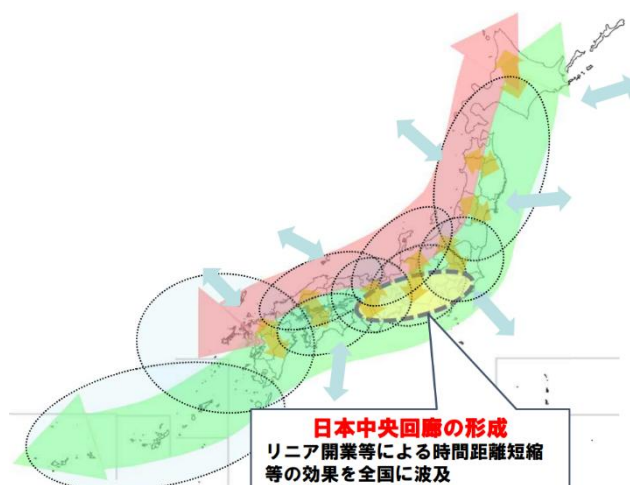 日本中央回廊の形成
リニア開業等による時間距離短縮
等の効果を全国に波及